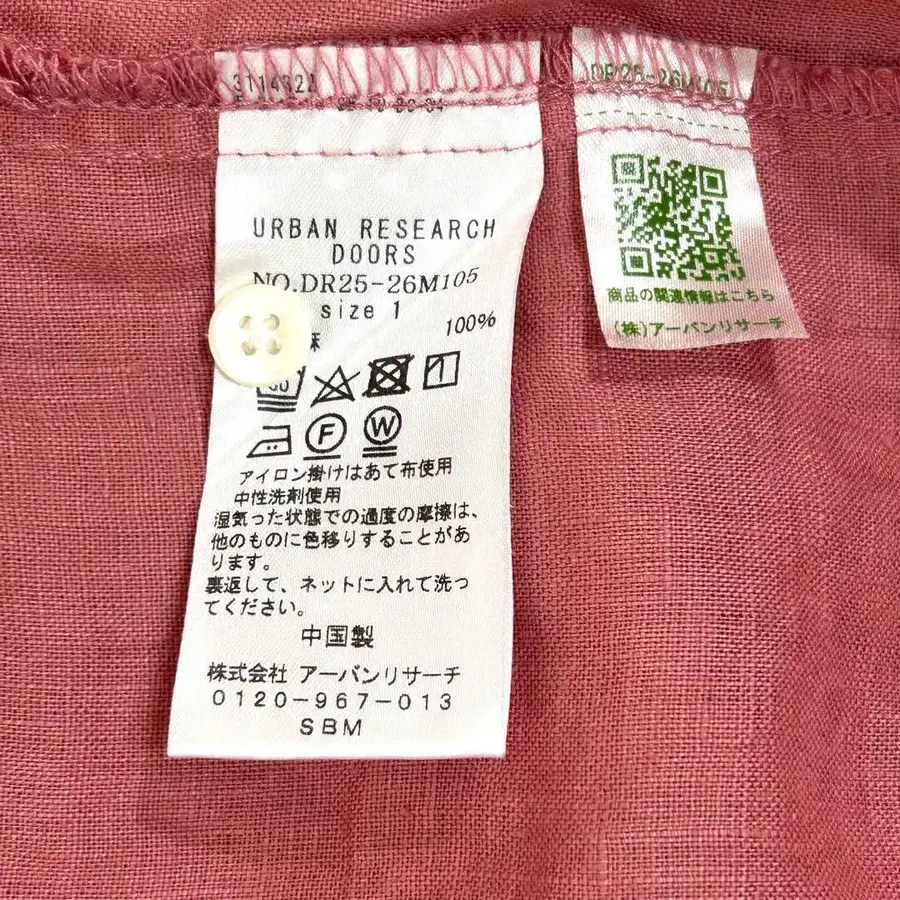 URBAN RESEARCH
DOORS
NO.DR25-26M105
size 1
麻 100%
F W
アイロン掛けはあて布使用
中性洗剤使用
湿気った状態での過度の摩擦は、
他のものに色移りすることがあ
ります。
裏返して、ネットに入れて洗っ
てください。
中国製
株式会社 アーバンリサーチ
0120-967-013
SBM
DR25-26M105
商品の関連情報はこちら
(株)アーバンリサーチ